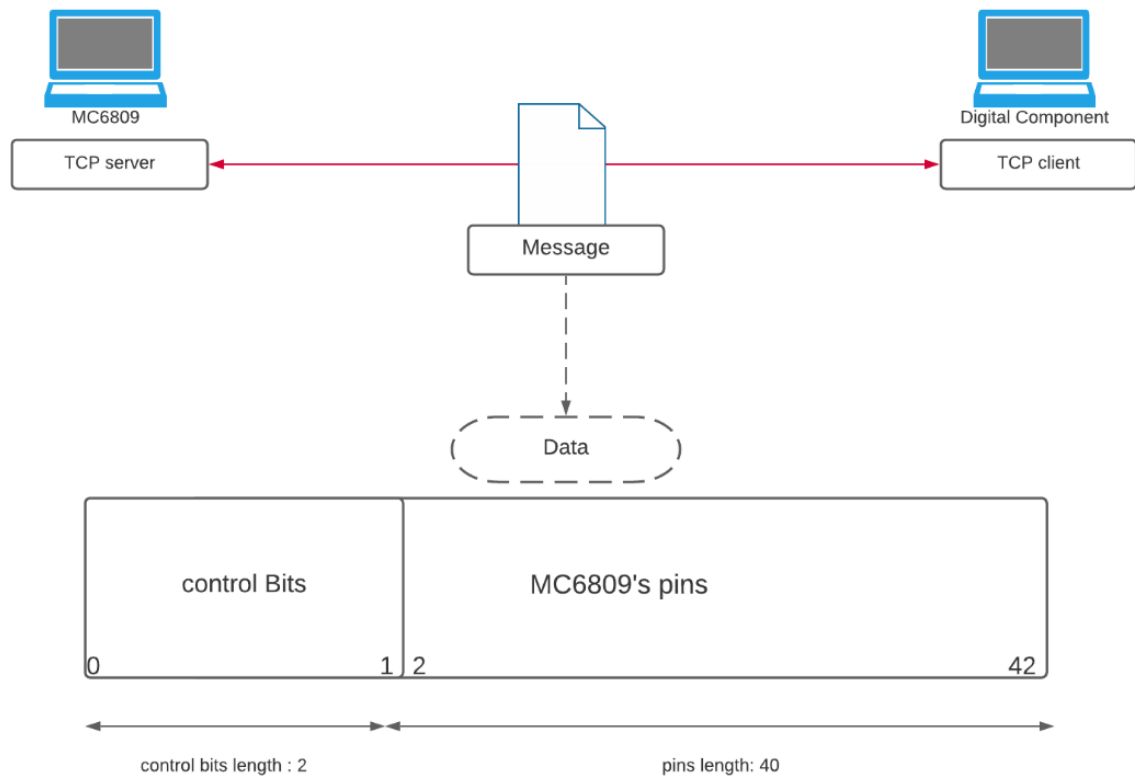 MC6809
Digital Component
TCP server
TCP client
Message
Data
control Bits
MC6809's pins
0
1
2
42
control bits length : 2
pins length: 40